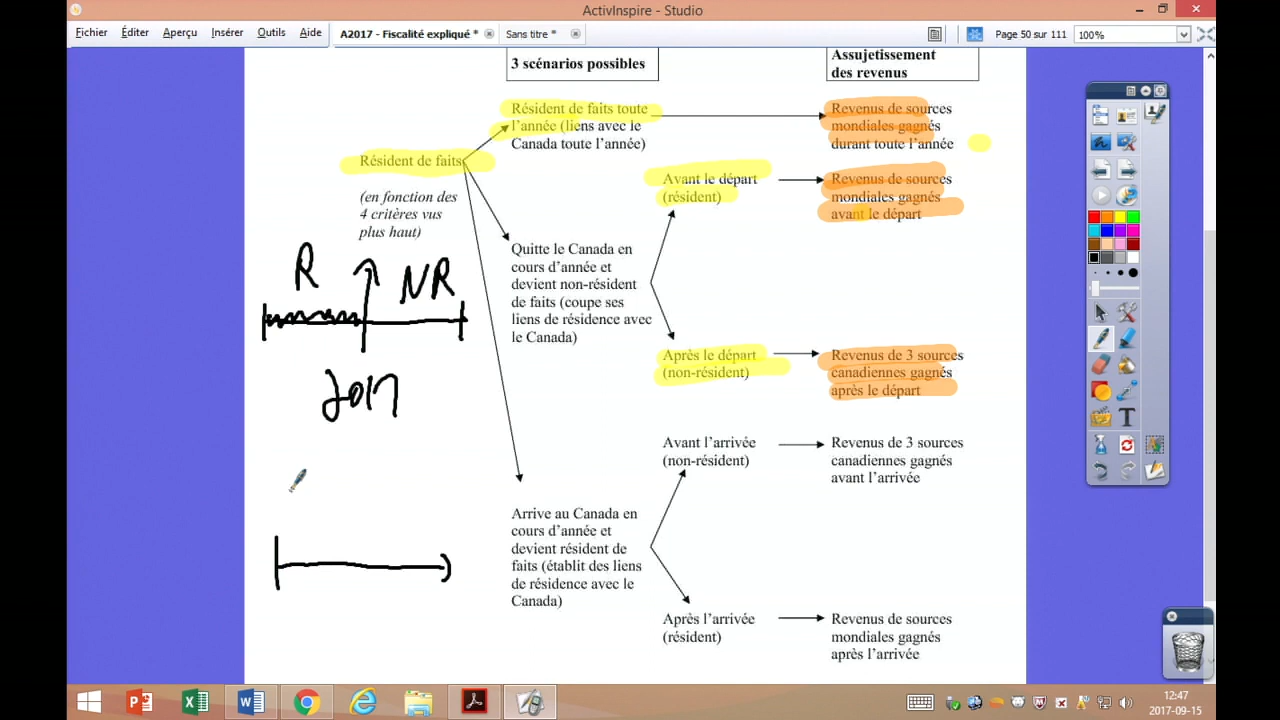 ActivInspire - Studio
Fichier Éditer Aperçu Insérer Outils Aide
A2017 - Fiscalité expliqué *
Sans titre *
Page 50 sur 111
100%
3 scénarios possibles
Assujetissement
des revenus
Résident de faits toute
l'année (liens avec le
Canada toute l'année)
Revenus de sources
mondiales gagnés
durant toute l'année
Résident de faits
(en fonction des
4 critères vus
plus haut)
Avant le départ
(résident)
Revenus de sources
mondiales gagnés
avant le départ
Quitte le Canada en
cours d'année et
devient non-résident
de faits (coupe ses
liens de résidence avec
le Canada)
R
NR
2017
Après le départ
(non-résident)
Revenus de 3 sources
canadiennes gagnés
après le départ
Avant l'arrivée
(non-résident)
Revenus de 3 sources
canadiennes gagnés
avant l'arrivée
Arrive au Canada en
cours d'année et
devient résident de
faits (établit des liens
de résidence avec le
Canada)
Après l'arrivée
(résident)
Revenus de sources
mondiales gagnés
après l'arrivée
12:47
2017-09-15